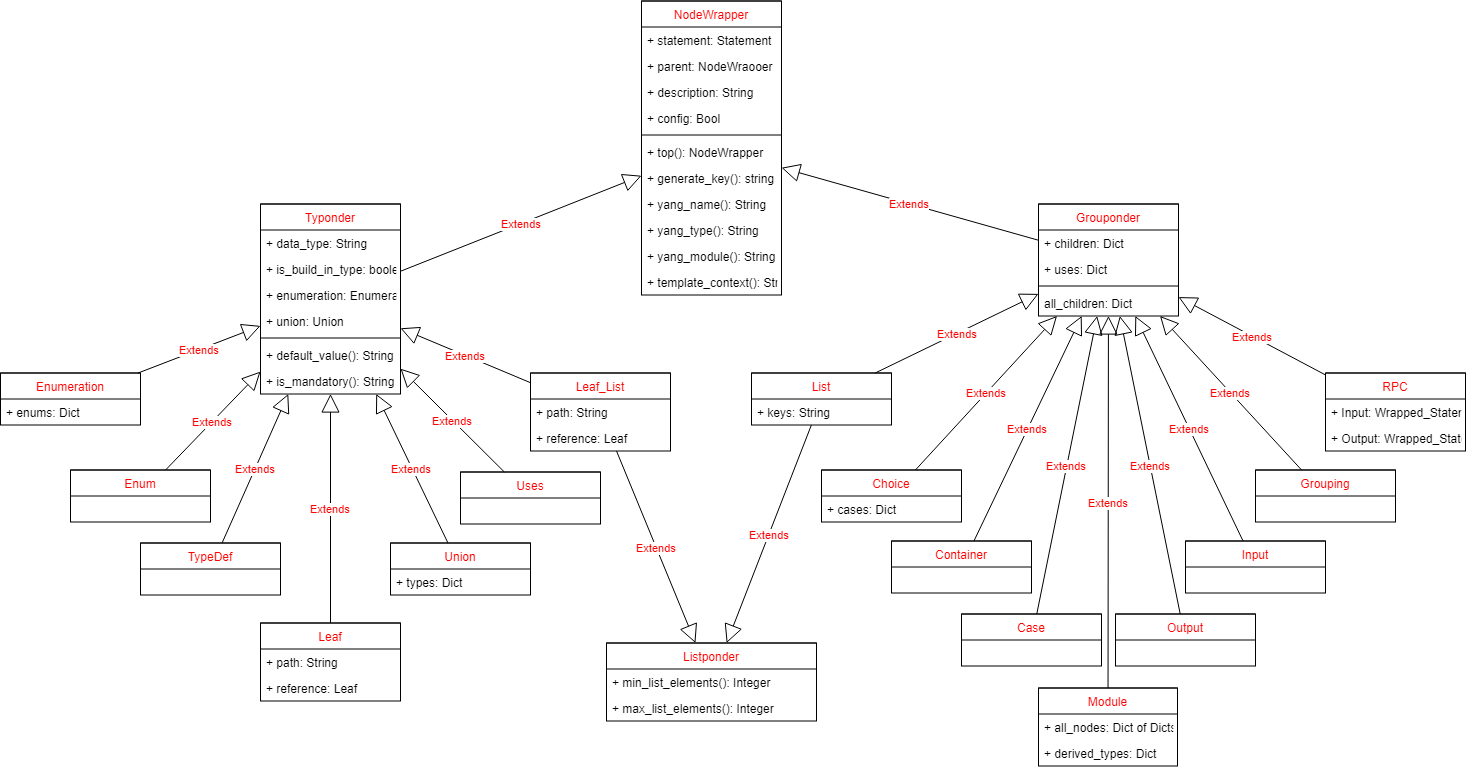 NodeWrapper
+ statement: Statement
+ parent: NodeWraooer
+ description: String
+ config: Bool
+ top(): NodeWrapper
+ generate_key(): string
+ yang_name(): String
+ yang_type(): String
+ yang_module(): String
+ template_context(): Str
Extends
Extends
Typonder
+ data_type: String
+ is_build_in_type: boole
+ enumeration: Enumera
+ union: Union
+ default_value(): String
+ is_mandatory(): String
Grouponder
+ children: Dict
+ uses: Dict
all_children: Dict
Extends
Extends
Extends
Extends
Enumeration
+ enums: Dict
Leaf_List
+ path: String
+ reference: Leaf
List
+ keys: String
RPC
+ Input: Wrapped_Stater
+ Output: Wrapped_Stat
Extends
Extends
Extends
Extends
Extends
Extends
Extends
Extends
Extends
Extends
Extends
Extends
Extends
Enum
Uses
Choice
+ cases: Dict
Grouping
TypeDef
Union
+ types: Dict
Extends
Extends
Container
Input
Leaf
+ path: String
+ reference: Leaf
Case
Output
Listponder
+ min_list_elements(): Integer
+ max_list_elements(): Integer
Module
+ all_nodes: Dict of Dicts
+ derived_types: Dict